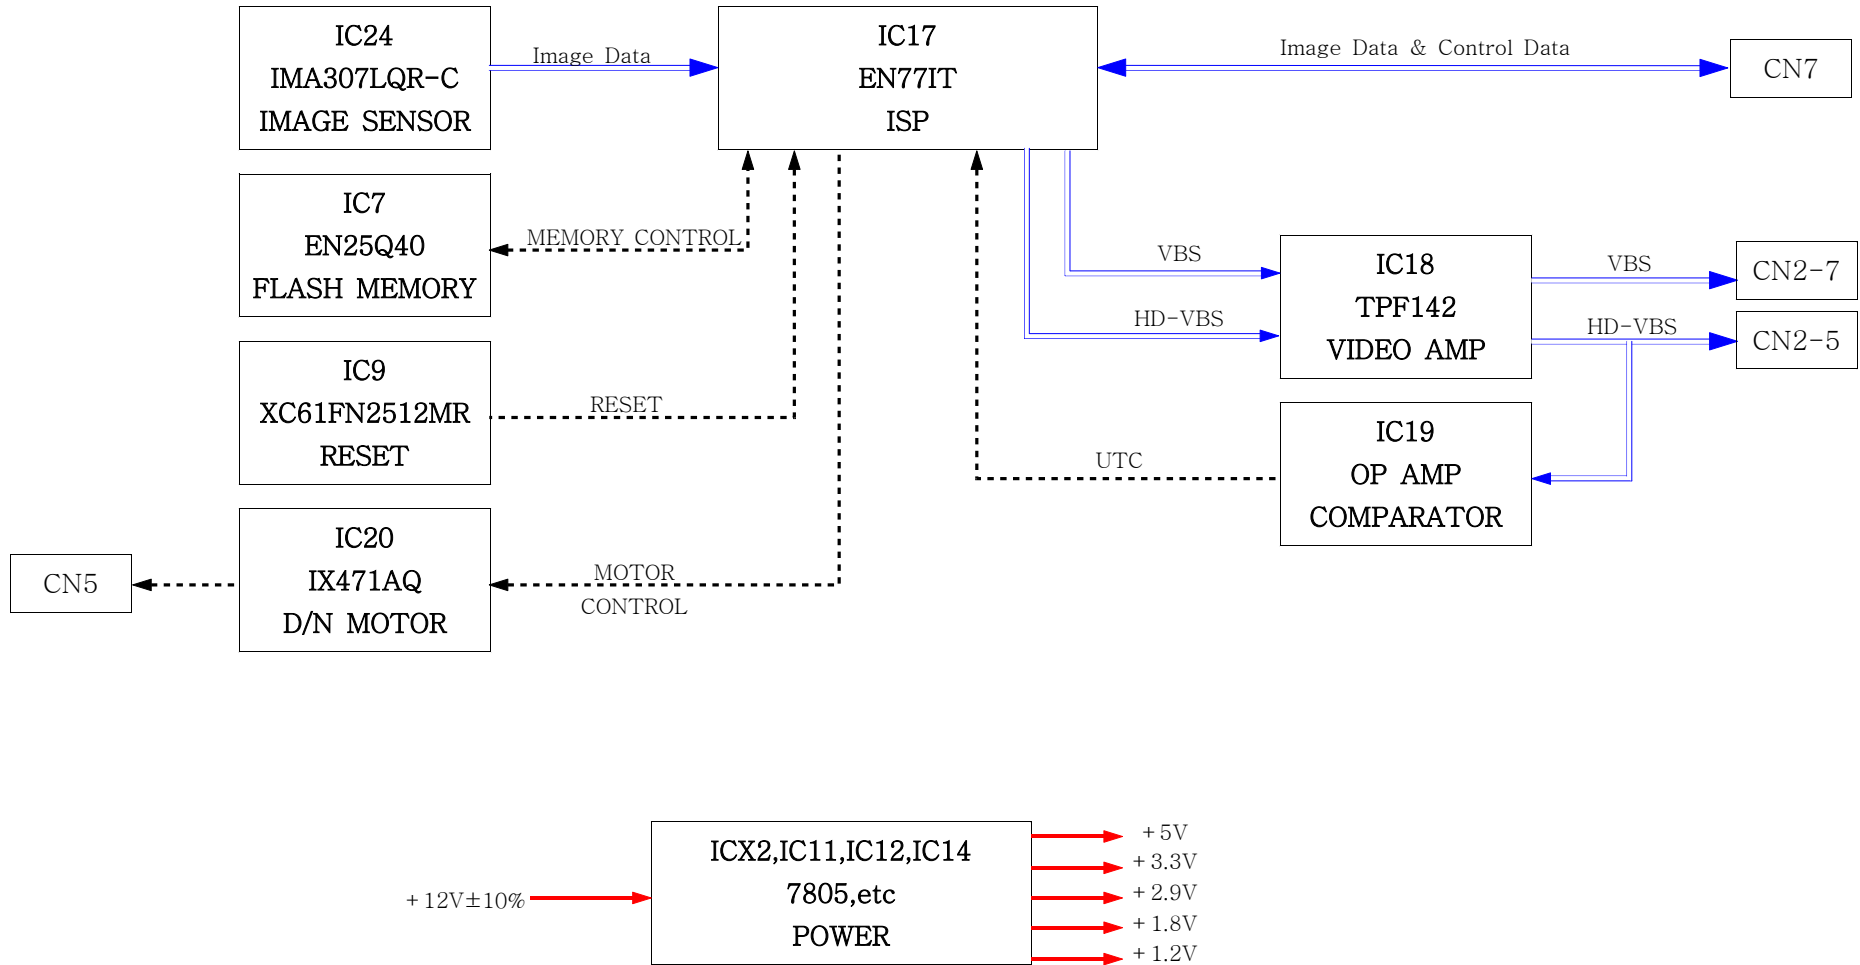 IC24
IMA307LQR-C
IMAGE SENSOR
Image Data
IC17
EN77IT
ISP
Image Data & Control Data
CN7
IC7
EN25Q40
FLASH MEMORY
MEMORY CONTROL
VBS
HD-VBS
IC18
TPF142
VIDEO AMP
VBS
CN2-7
HD-VBS
CN2-5
IC9
XC61FN2512MR
RESET
RESET
UTC
IC19
OP AMP
COMPARATOR
CN5
IC20
IX471AQ
D/N MOTOR
MOTOR
CONTROL
+12V±10%
ICX2,IC11,IC12,IC14
7805,etc
POWER
+5V
+3.3V
+2.9V
+1.8V
+1.2V